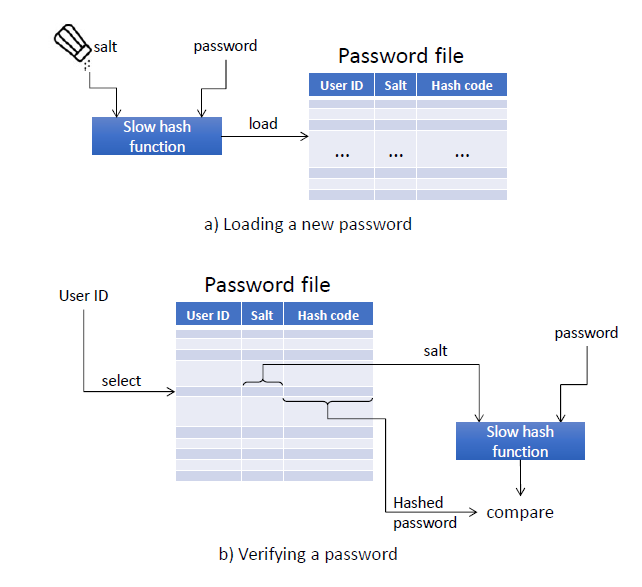 salt
password
Password file
User ID Salt Hash code
Slow hash
function
load
... ... ...
a) Loading a new password
Password file
User ID
User ID Salt Hash code
password
salt
select
Slow hash
function
Hashed
password
compare
b) Verifying a password